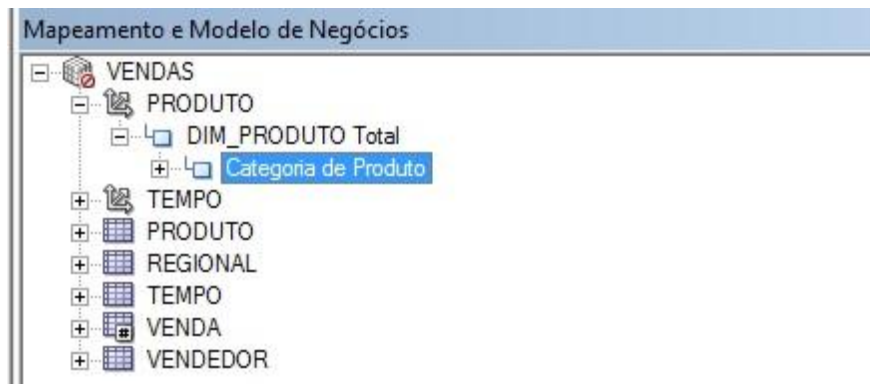 Mapeamento e Modelo de Negócios
VENDAS
PRODUTO
DIM_PRODUTO Total
Categoria de Produto
TEMPO
PRODUTO
REGIONAL
TEMPO
VENDA
VENDEDOR